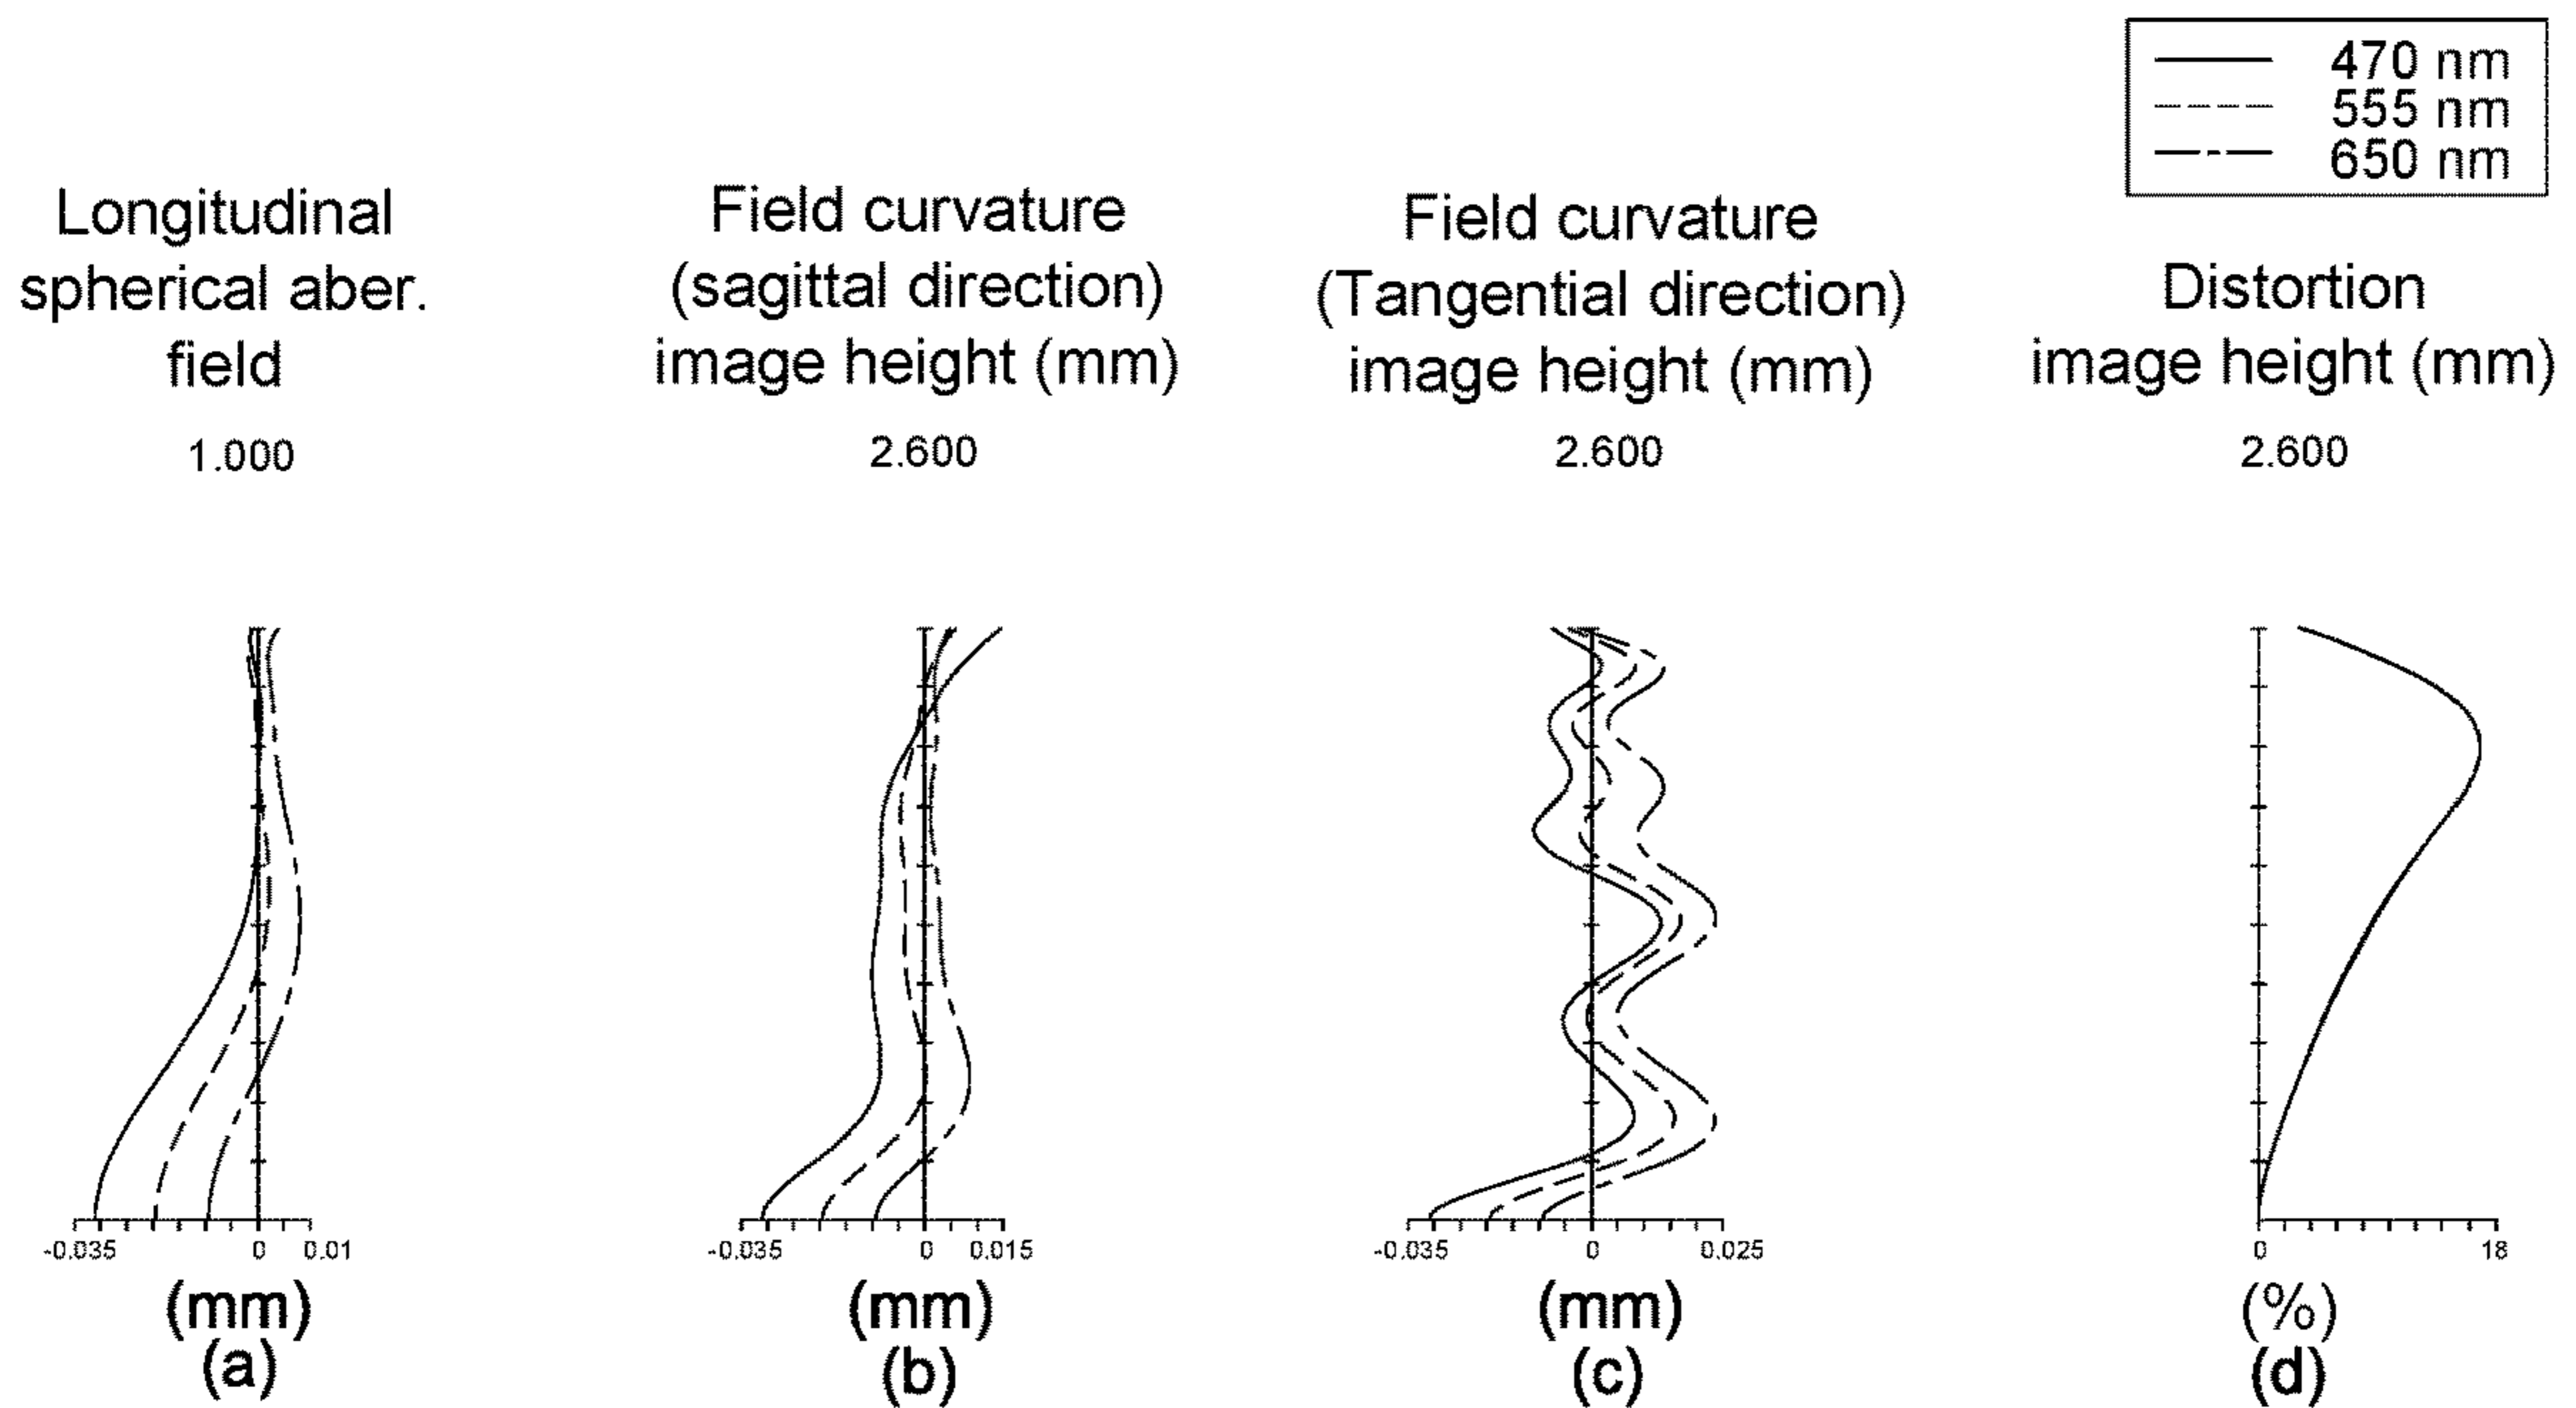 470 nm
555 nm
650 nm
Longitudinal
spherical aber.
field
1.000
Field curvature
(sagittal direction)
image height (mm)
2.600
Field curvature
(Tangential direction)
image height (mm)
2.600
Distortion
image height (mm)
2.600
-0.035 0 0.01
(mm)
(a)
-0.035 0 0.015
(mm)
(b)
-0.035 0 0.025
(mm)
(c)
0 18
(%)
(d)